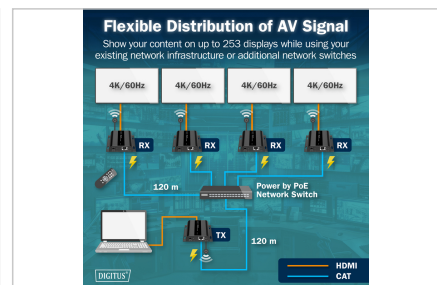 Flexible Distribution of AV Signal
Show your content on up to 253 displays while using your
existing network infrastructure or additional network switches
4K/60Hz
4K/60Hz
4K/60Hz
4K/60Hz
RX
RX
RX
RX
120 m
Power by PoE
Network Switch
TX
120 m
DIGITUS®
HDMI
CAT